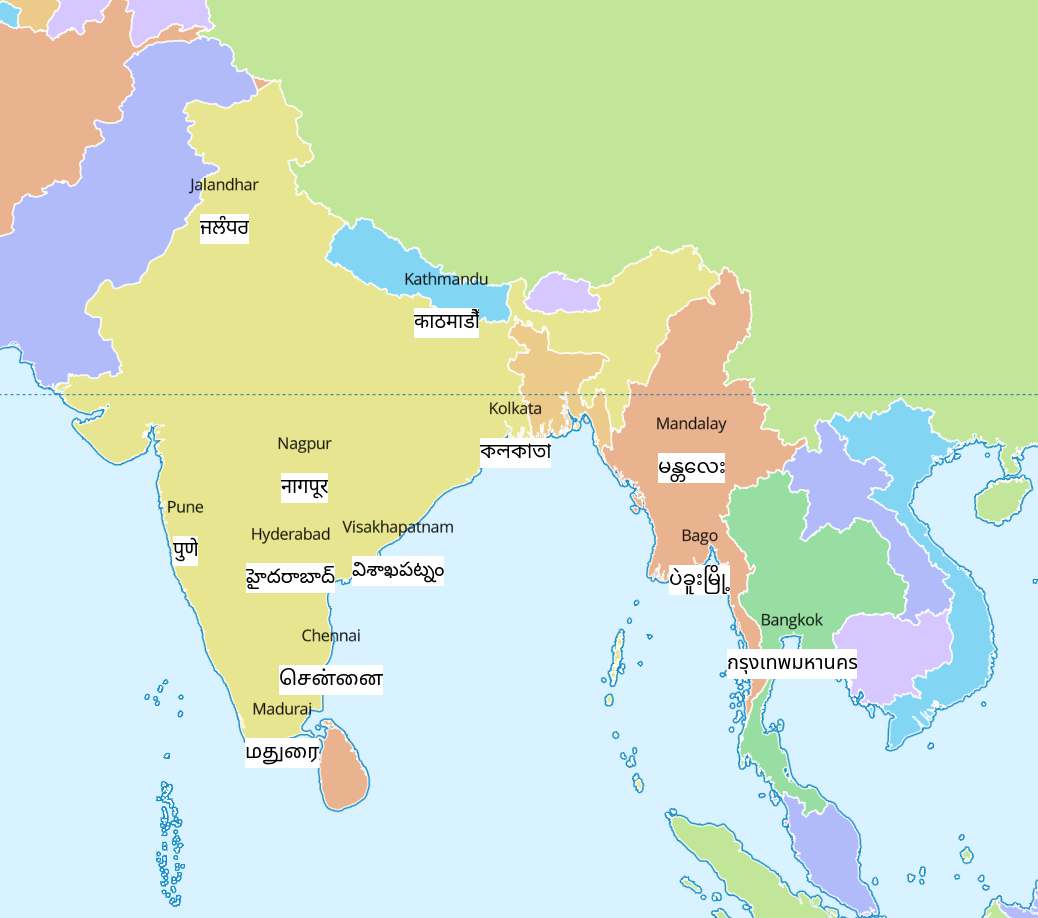 Jalandhar
ਜਲੰਧਰ
Kathmandu
काठमाडौँ
Kolkata
কলকাতা
Mandalay
မန္တလေး
Nagpur
नागपूर
Pune
पुणे
Hyderabad
హైదరాబాద్
Visakhapatnam
విశాఖపట్నం
Bago
ပဲခူးမြို့
Bangkok
กรุงเทพมหานคร
Chennai
சென்னை
Madurai
மதுரை